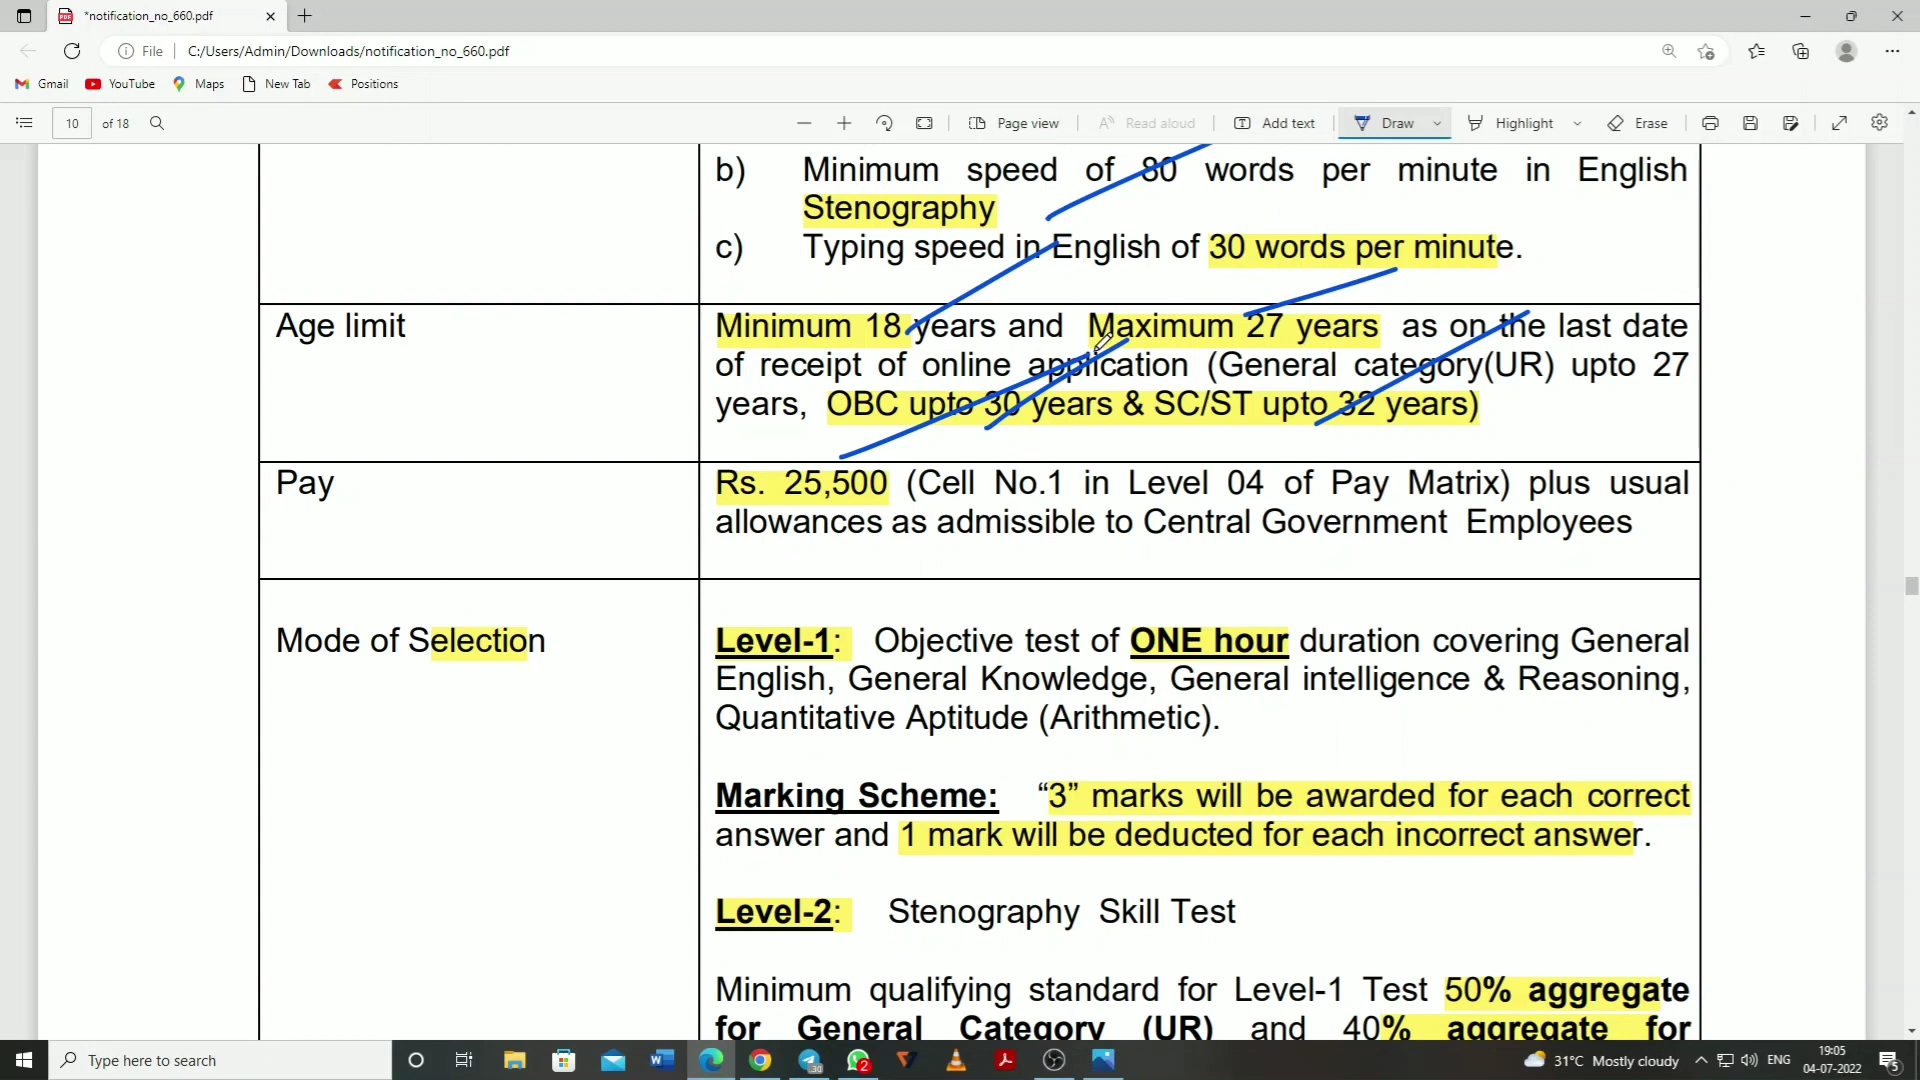 *notification_no_660.pdf
File C:/Users/Admin/Downloads/notification_no_660.pdf
Gmail YouTube Maps New Tab Positions
10 of 18 Page view Read aloud Add text Draw Highlight Erase
b) Minimum speed of 80 words per minute in English
Stenography
c) Typing speed in English of 30 words per minute.
Age limit
Minimum 18 years and Maximum 27 years as on the last date
of receipt of online application (General category(UR) upto 27
years, OBC upto 30 years & SC/ST upto 32 years)
Pay
Rs. 25,500 (Cell No.1 in Level 04 of Pay Matrix) plus usual
allowances as admissible to Central Government Employees
Mode of Selection
Level-1: Objective test of ONE hour duration covering General
English, General Knowledge, General intelligence & Reasoning,
Quantitative Aptitude (Arithmetic).
Marking Scheme: “3” marks will be awarded for each correct
answer and 1 mark will be deducted for each incorrect answer.
Level-2: Stenography Skill Test
Minimum qualifying standard for Level-1 Test 50% aggregate
for General Category (UR) and 40% aggregate for
Type here to search
30
2
31°C Mostly cloudy
ENG
19:05
04-07-2022
5